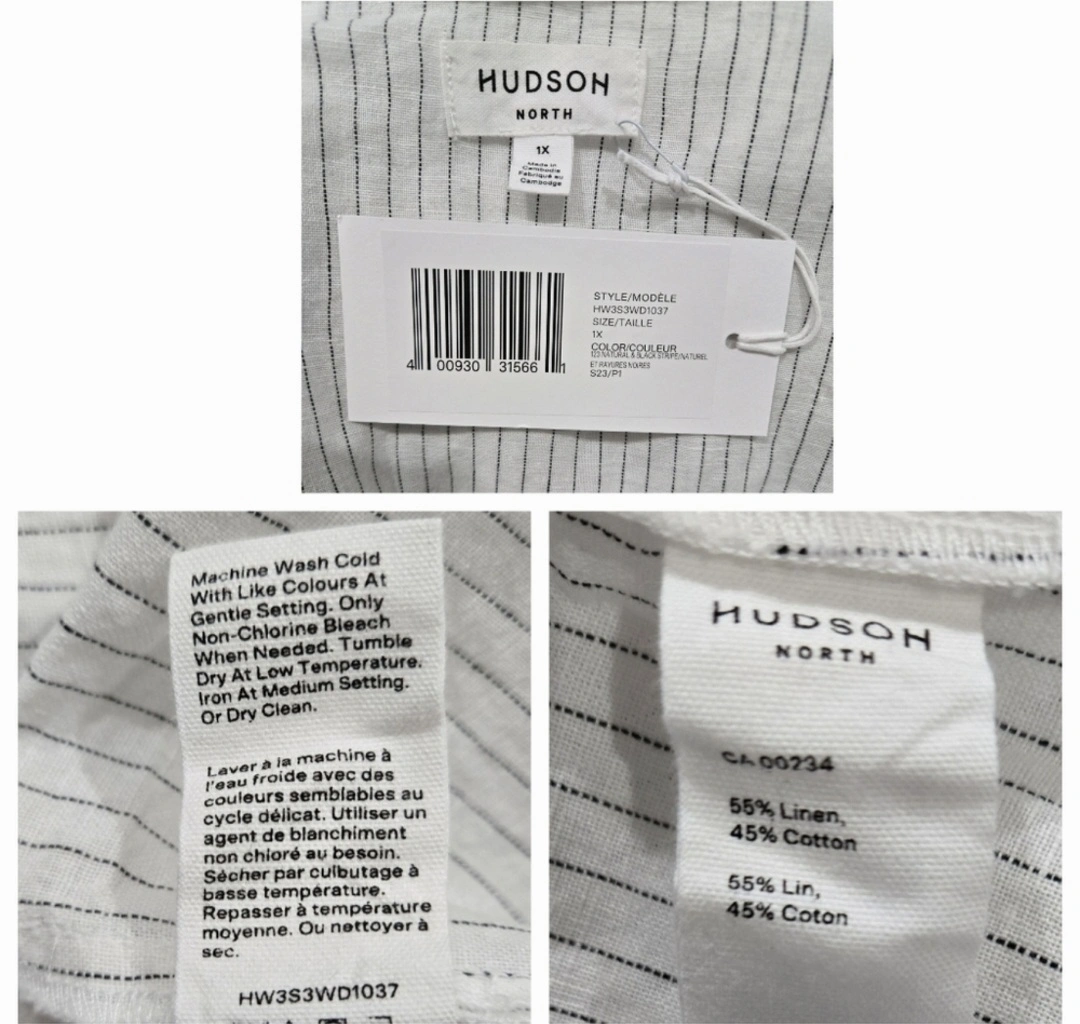 HUDSON
NORTH
1X
Made in
Cambodia
Fabriqué au
Cambodge
STYLE/MODÈLE
HW3S3WD1037
SIZE/TAILLE
1X
COLOR/COULEUR
120 NATURAL & BLACK STRIPE/NATUREL
ET RAYURES NOIRES
S23/P1
4 00930 31566 1
Machine Wash Cold
With Like Colours At
Gentle Setting. Only
Non-Chlorine Bleach
When Needed. Tumble
Dry At Low Temperature.
Iron At Medium Setting.
Or Dry Clean.
Laver à la machine à
l'eau froide avec des
couleurs semblables au
cycle délicat. Utiliser un
agent de blanchiment
non chloré au besoin.
Sécher par culbutage à
basse température.
Repasser à température
moyenne. Ou nettoyer à
sec.
HW3S3WD1037
HUDSON
NORTH
CA 00234
55% Linen,
45% Cotton
55% Lin,
45% Coton